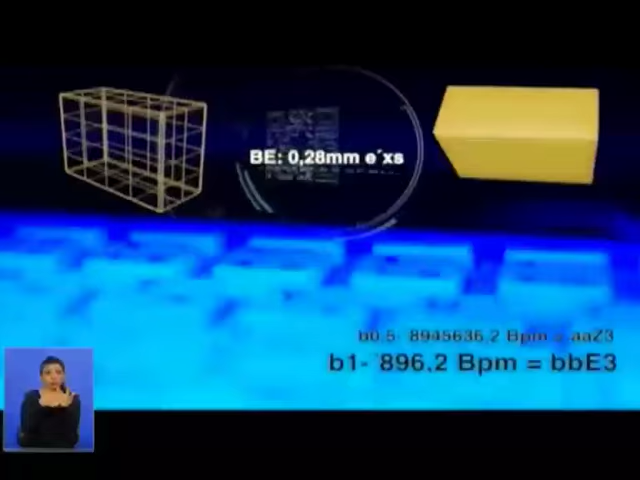 BE: 0,28mm e´xs
b0.5- 8945636,2 Bpm = aaZ3
b1- 896,2 Bpm = bbE3